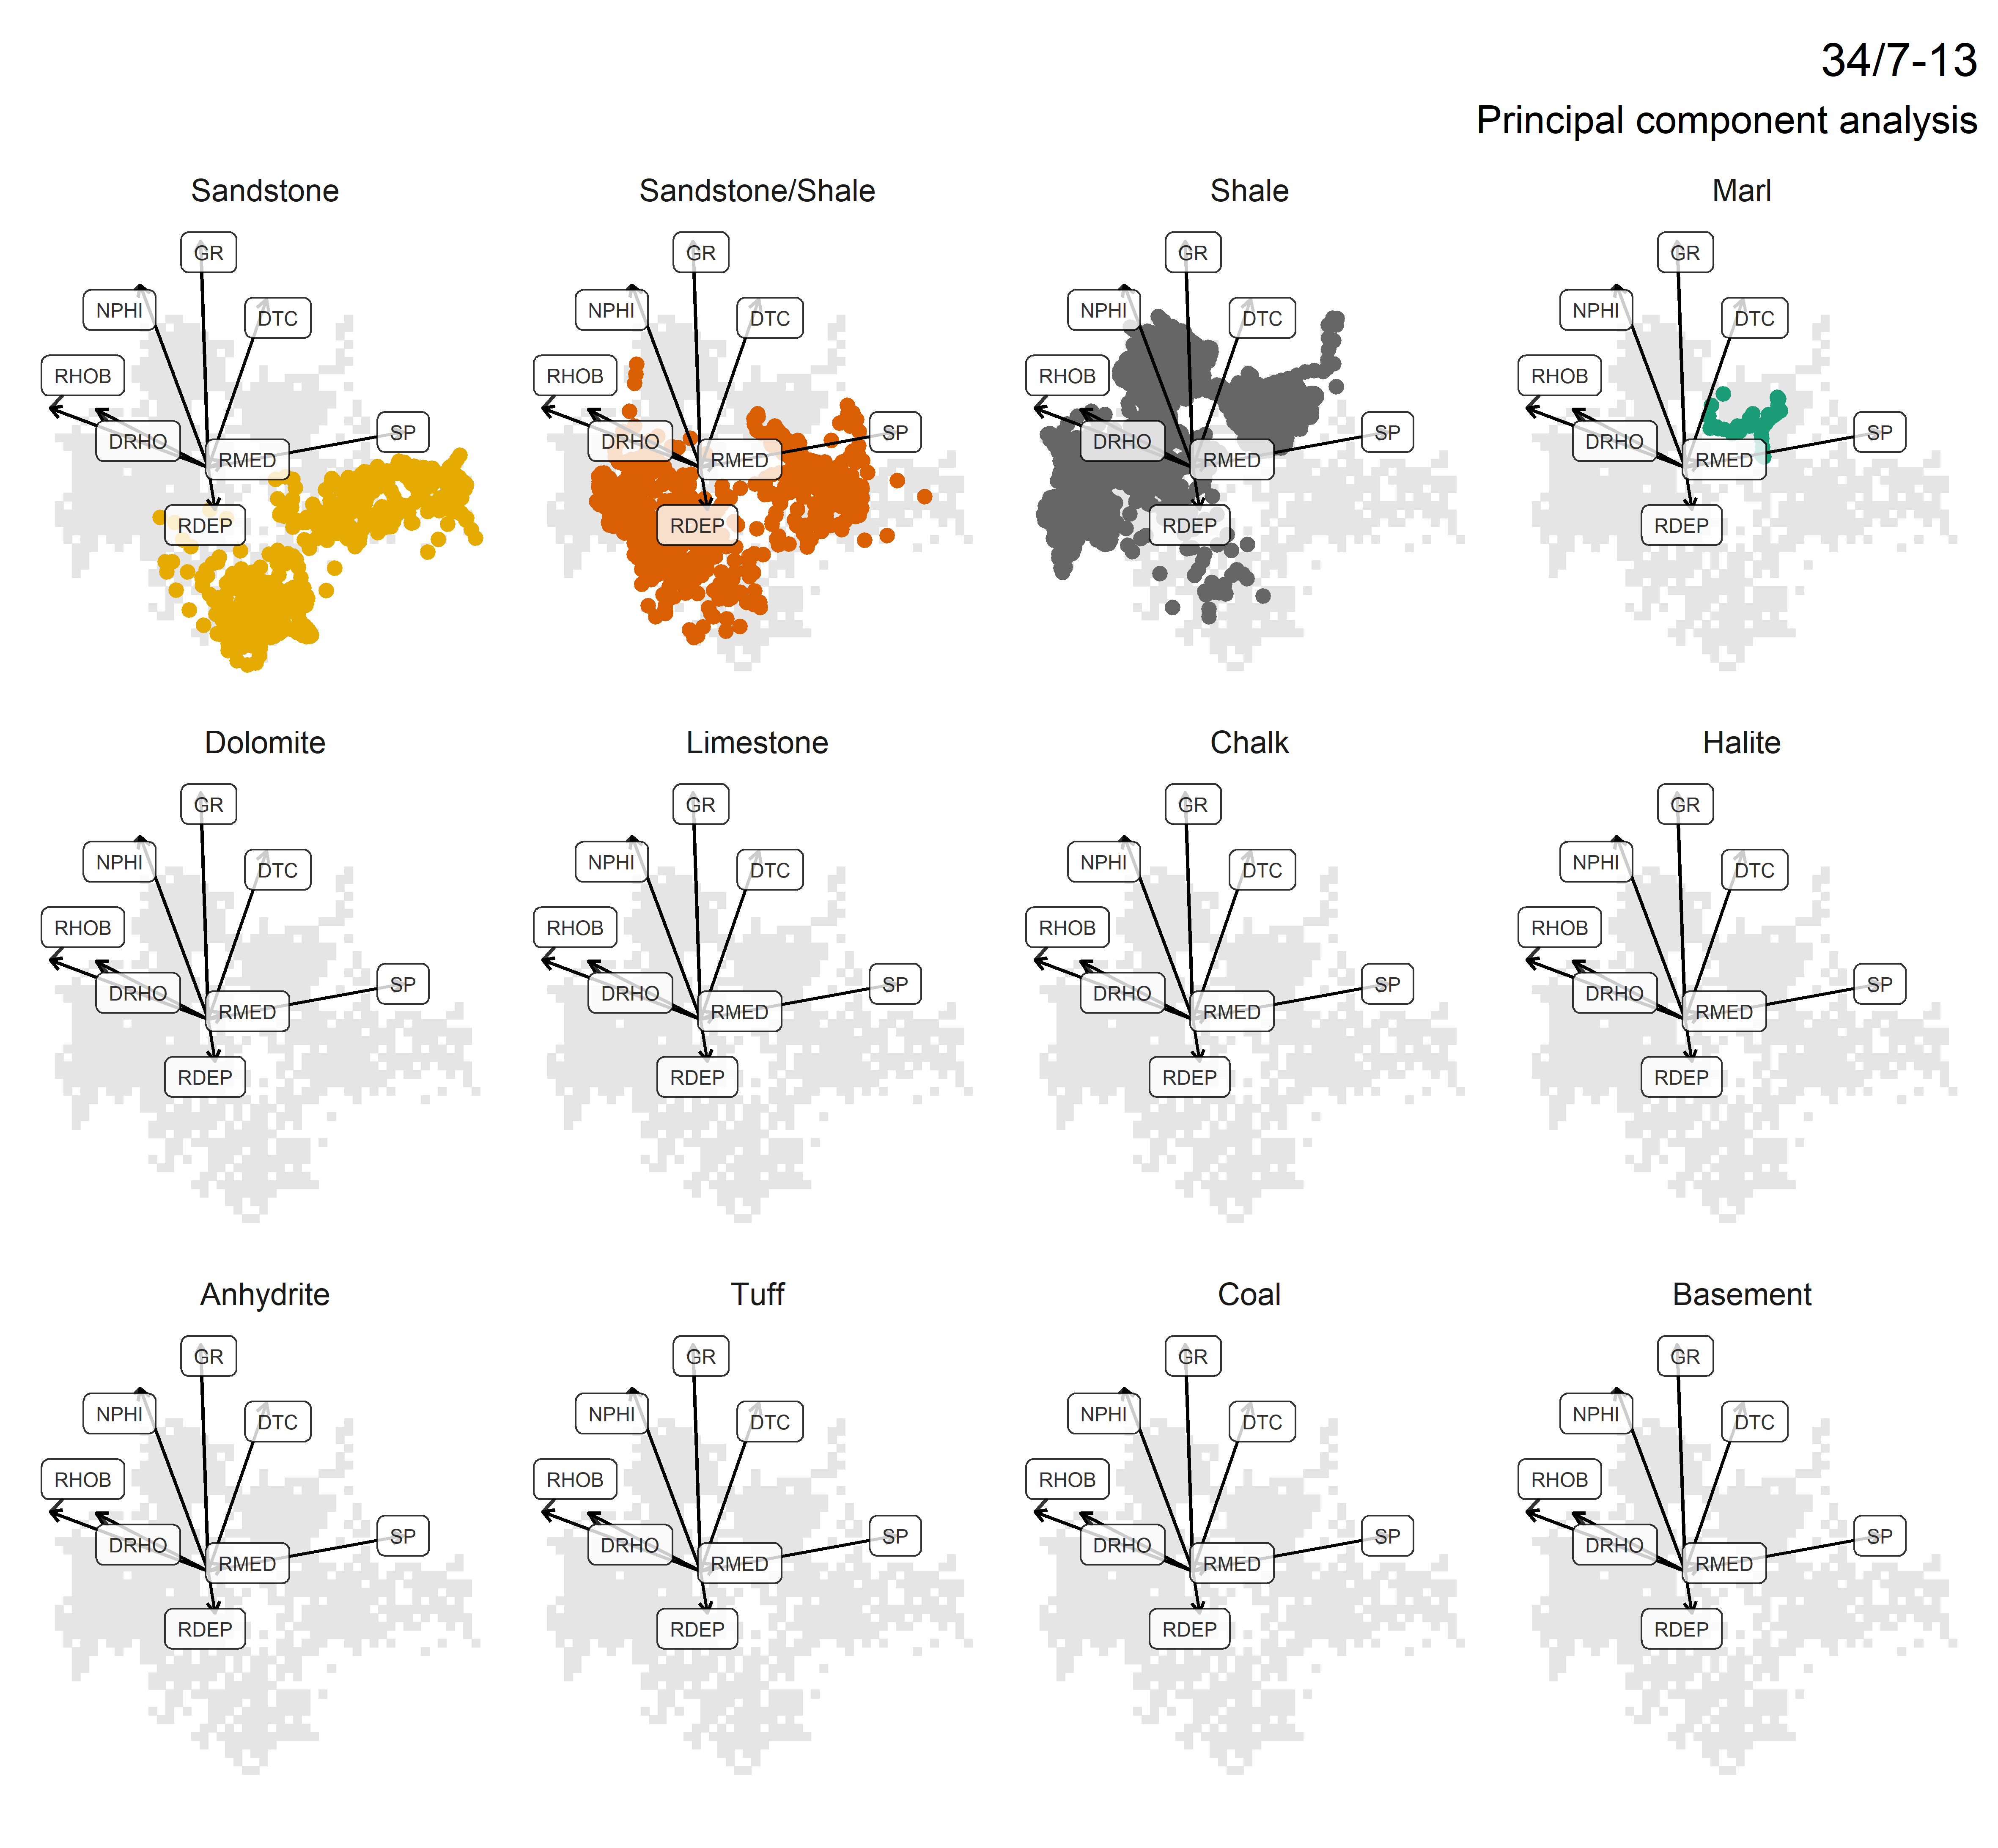 34/7-13
Principal component analysis
Sandstone
GR
NPHI
DTC
RHOB
DRHO
RMED
SP
RDEP
Sandstone/Shale
GR
NPHI
DTC
RHOB
DRHO
RMED
SP
RDEP
Shale
GR
NPHI
DTC
RHOB
DRHO
RMED
SP
RDEP
Marl
GR
NPHI
DTC
RHOB
DRHO
RMED
SP
RDEP
Dolomite
GR
NPHI
DTC
RHOB
DRHO
RMED
SP
RDEP
Limestone
GR
NPHI
DTC
RHOB
DRHO
RMED
SP
RDEP
Chalk
GR
NPHI
DTC
RHOB
DRHO
RMED
SP
RDEP
Halite
GR
NPHI
DTC
RHOB
DRHO
RMED
SP
RDEP
Anhydrite
GR
NPHI
DTC
RHOB
DRHO
RMED
SP
RDEP
Tuff
GR
NPHI
DTC
RHOB
DRHO
RMED
SP
RDEP
Coal
GR
NPHI
DTC
RHOB
DRHO
RMED
SP
RDEP
Basement
GR
NPHI
DTC
RHOB
DRHO
RMED
SP
RDEP